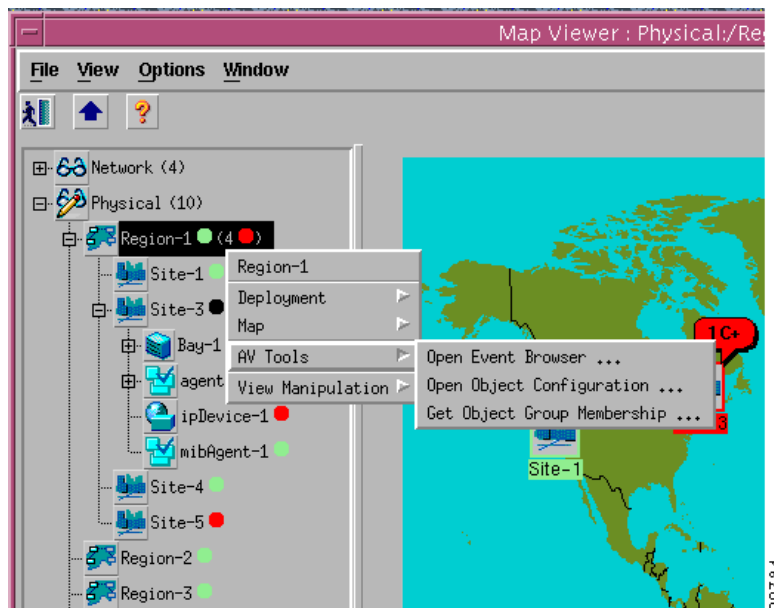 Map Viewer : Physical:/Re
File View Options Window
Network (4)
Physical (10)
Region-1 (4 )
Site-1
Site-3
Bay-1
agent
ipDevice-1
mibAgent-1
Site-4
Site-5
Region-2
Region-3
Region-1
Deployment
Map
AV Tools
View Manipulation
Open Event Browser ...
Open Object Configuration ...
Get Object Group Membership ...
1C+
3
Site-1